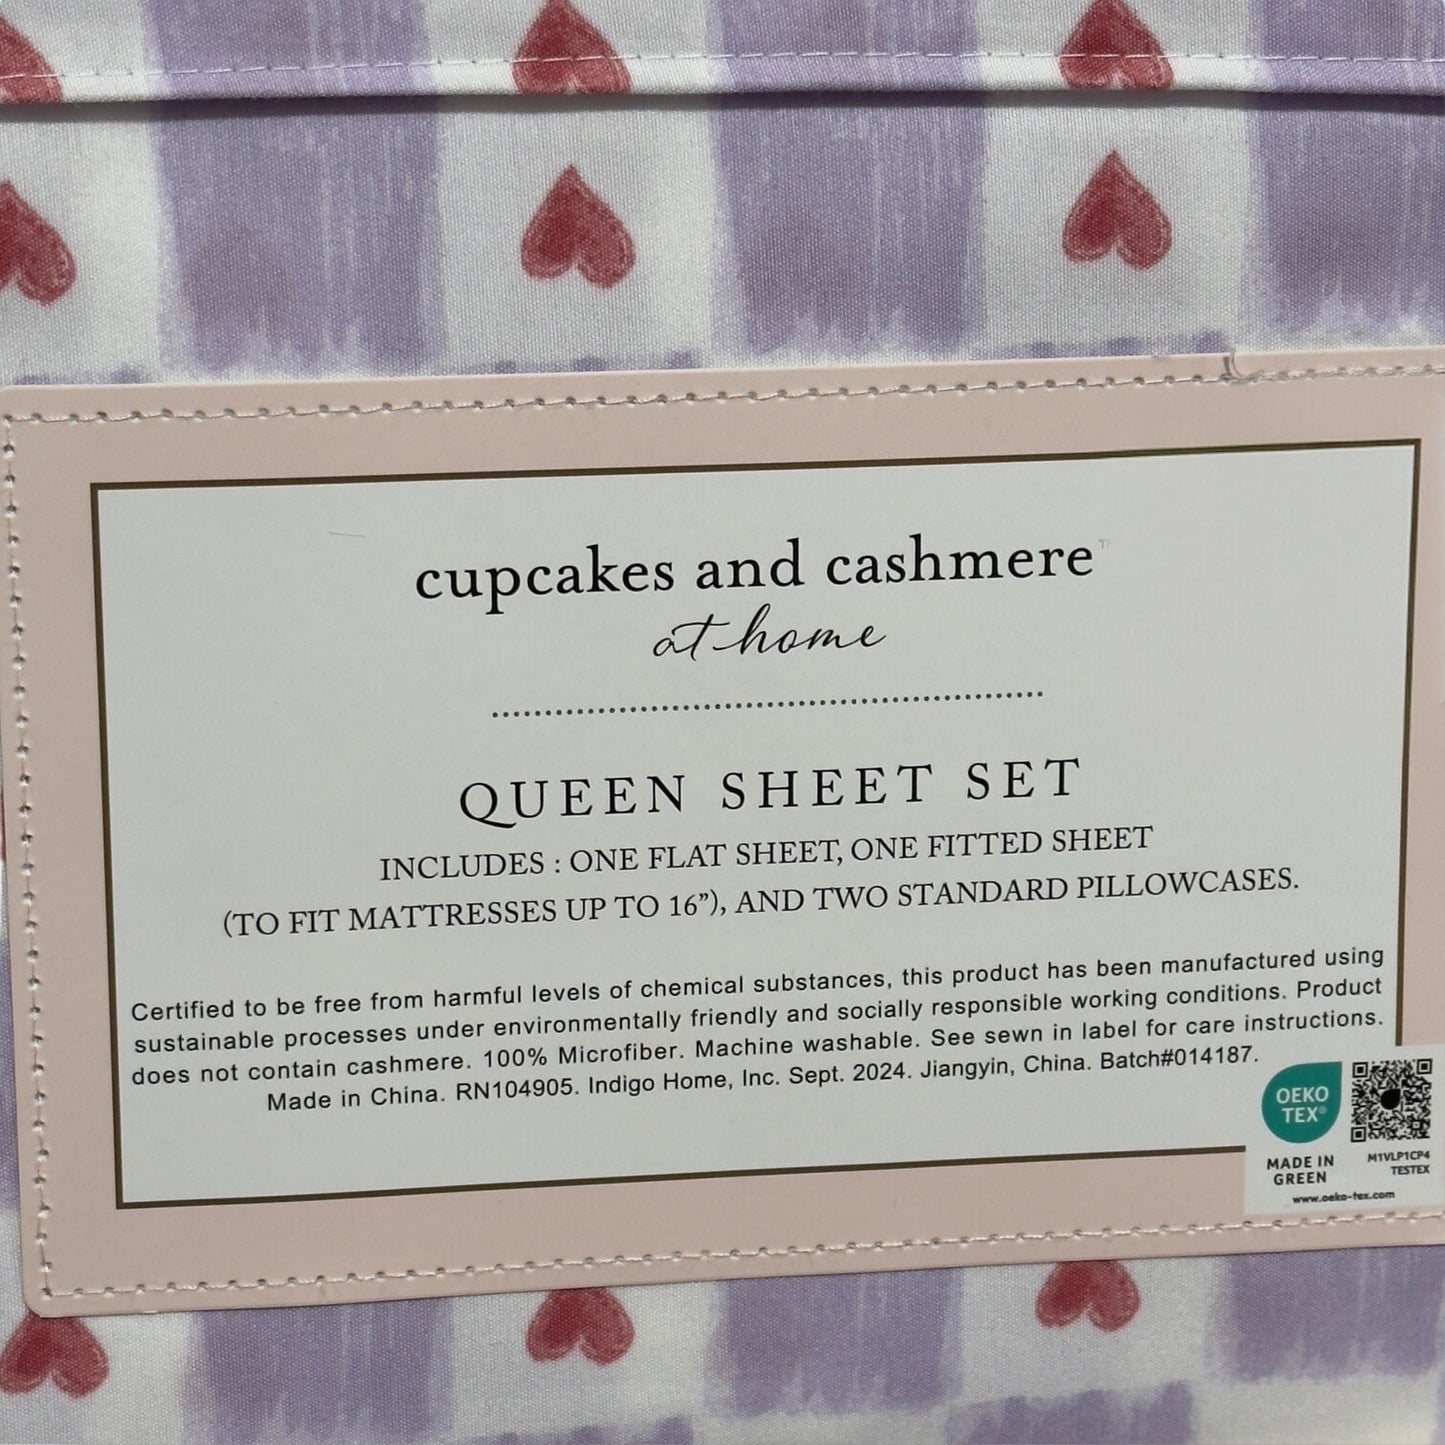 cupcakes and cashmere™
at home
QUEEN SHEET SET
INCLUDES : ONE FLAT SHEET, ONE FITTED SHEET
(TO FIT MATTRESSES UP TO 16”), AND TWO STANDARD PILLOWCASES.
Certified to be free from harmful levels of chemical substances, this product has been manufactured using
sustainable processes under environmentally friendly and socially responsible working conditions. Product
does not contain cashmere. 100% Microfiber. Machine washable. See sewn in label for care instructions.
Made in China. RN104905. Indigo Home, Inc. Sept. 2024. Jiangyin, China. Batch#014187.
OEKO
TEX®
MADE IN
GREEN
M1VLP1CP4
TESTEX
www.oeko-tex.com